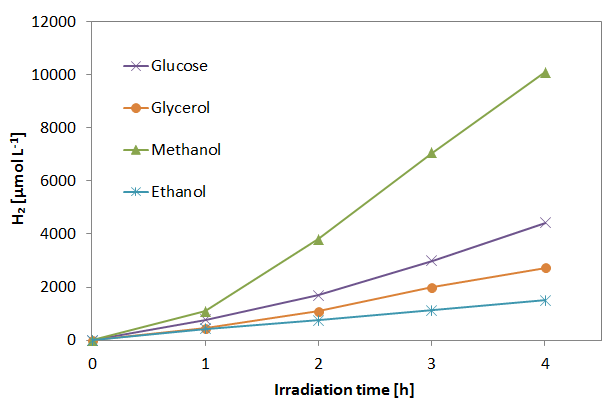 12000
10000
8000
6000
4000
2000
0
H₂ [µmol L⁻¹]
Glucose
Glycerol
Methanol
Ethanol
0 1 2 3 4
Irradiation time [h]